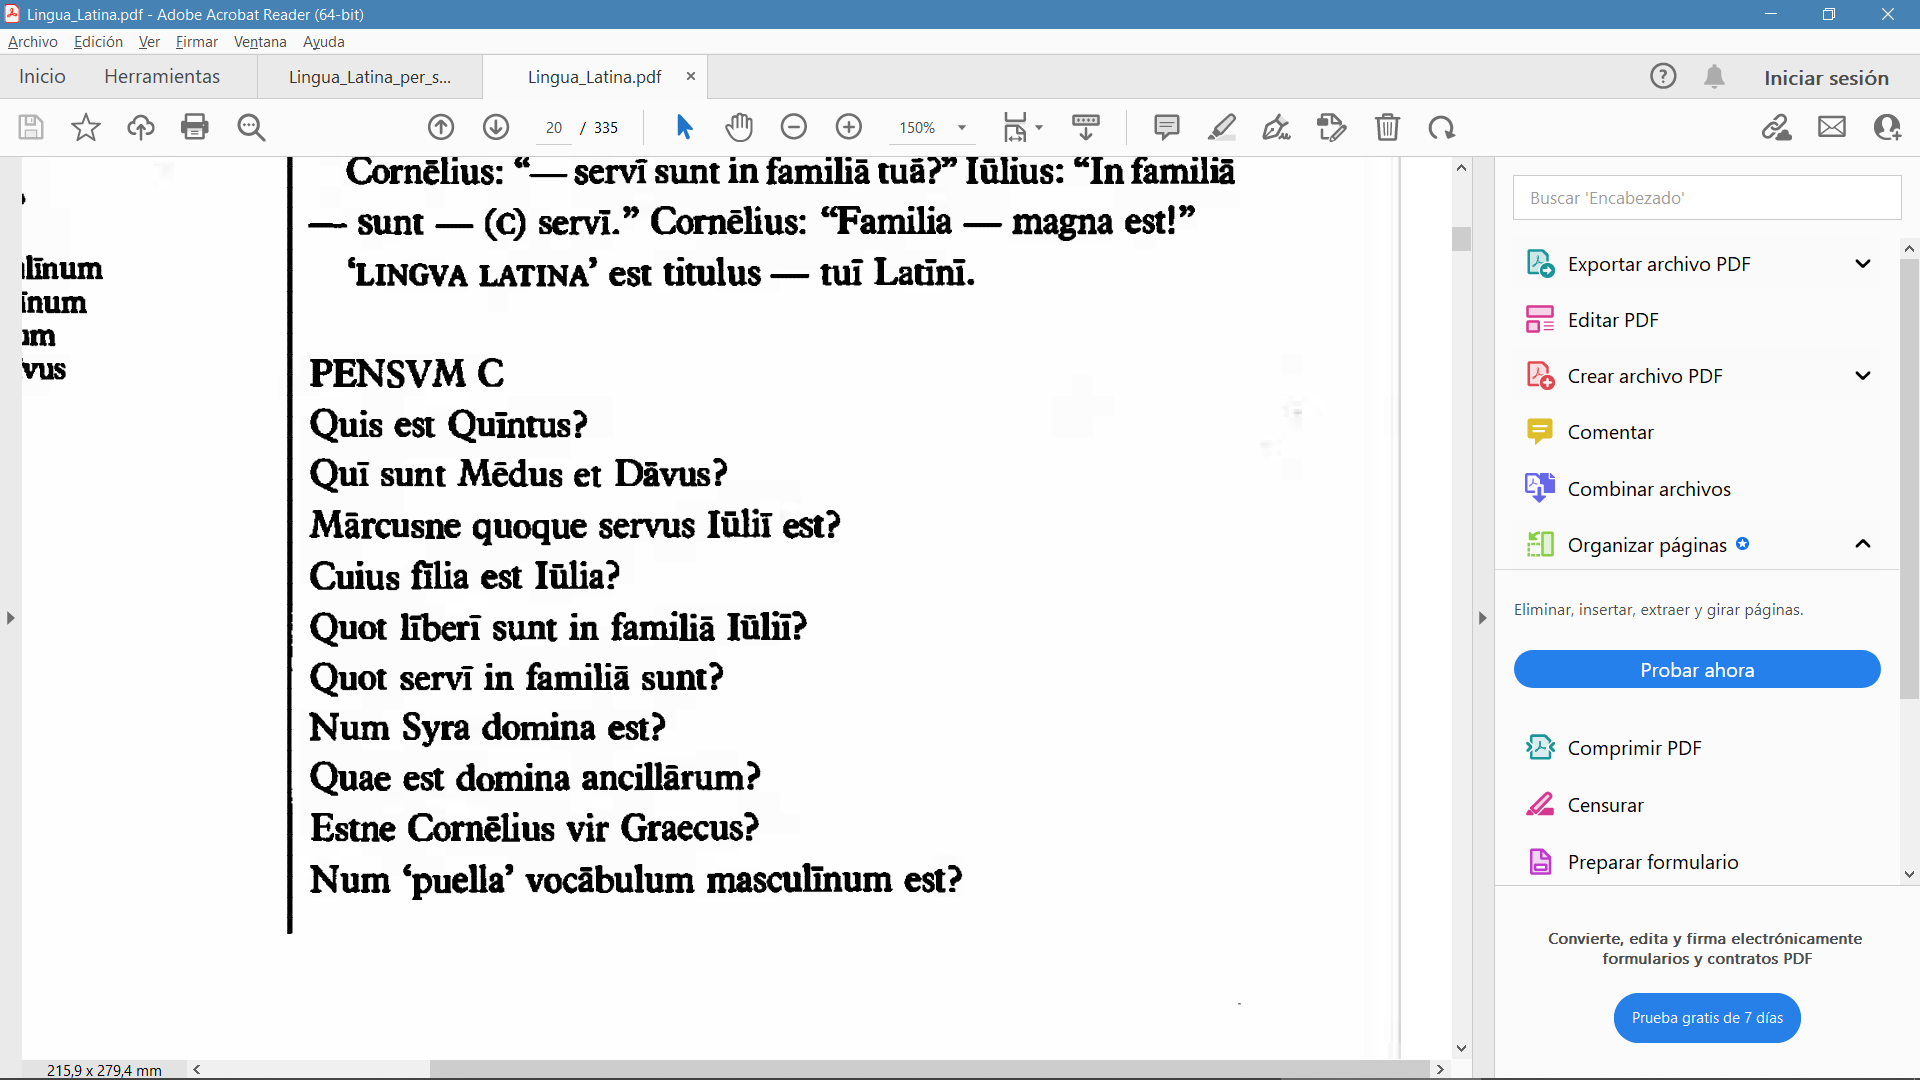 Lingua_Latina.pdf - Adobe Acrobat Reader (64-bit)
Archivo Edición Ver Firmar Ventana Ayuda
Inicio Herramientas Lingua_Latina_per_s... Lingua_Latina.pdf Iniciar sesión
20 / 335 150%
Cornēlius: “— servī sunt in familiā tuā?” Iūlius: “In familiā
— sunt — (C) servī.” Cornēlius: “Familia — magna est!”
‘LINGVA LATINA’ est titulus — tuī Latīnī.
PENSVM C
Quis est Quīntus?
Quī sunt Mēdus et Dāvus?
Mārcusne quoque servus Iūliī est?
Cuius fīlia est Iūlia?
Quot līberī sunt in familiā Iūliī?
Quot servī in familiā sunt?
Num Syra domina est?
Quae est domina ancillārum?
Estne Cornēlius vir Graecus?
Num ‘puella’ vocābulum masculīnum est?
215,9 x 279,4 mm
Buscar 'Encabezado'
Exportar archivo PDF
Editar PDF
Crear archivo PDF
Comentar
Combinar archivos
Organizar páginas
Eliminar, insertar, extraer y girar páginas.
Probar ahora
Comprimir PDF
Censurar
Preparar formulario
Convierte, edita y firma electrónicamente
formularios y contratos PDF
Prueba gratis de 7 días